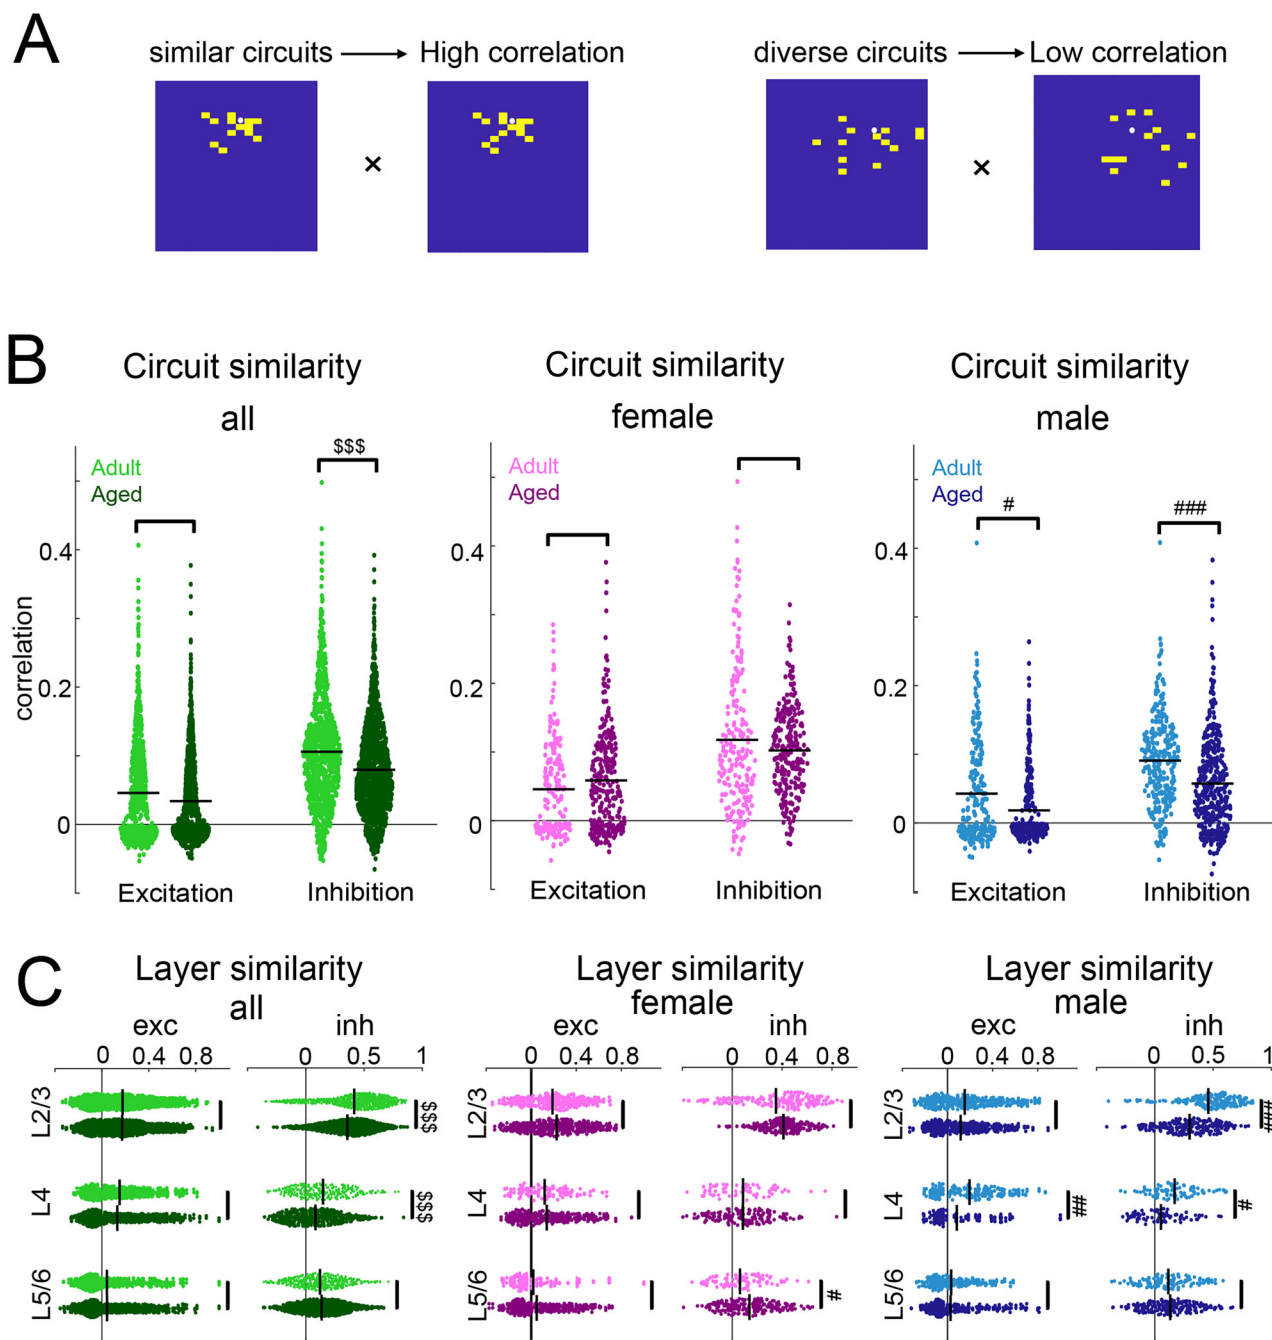 A
similar circuits → High correlation
diverse circuits → Low correlation
×
×
B
Circuit similarity
all
Circuit similarity
female
Circuit similarity
male
Adult
Aged
$$$
Adult
Aged
Adult
Aged
#
###
correlation
0.4
0.2
0
0.4
0.2
0
0.4
0.2
0
Excitation
Inhibition
Excitation
Inhibition
Excitation
Inhibition
C
Layer similarity
all
Layer similarity
female
Layer similarity
male
exc
inh
exc
inh
exc
inh
0 0.4 0.8
0 0.5 1
0 0.4 0.8
0 0.4 0.8
0 0.4 0.8
0 0.5 1
L2/3
$$$
L2/3
L2/3
###
L4
$$$
L4
L4
##
#
L5/6
L5/6
#
L5/6